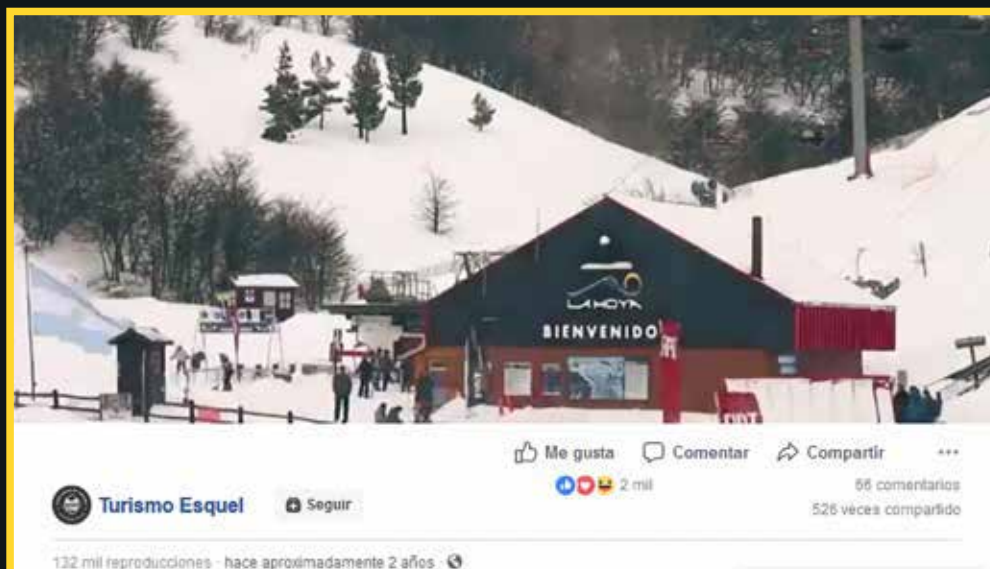 LA HOYA
BIENVENIDO
Me gusta
Comentar
Compartir
2 mil
66 comentarios
526 veces compartido
Turismo Esquel
Seguir
132 mil reproducciones · hace aproximadamente 2 años ·